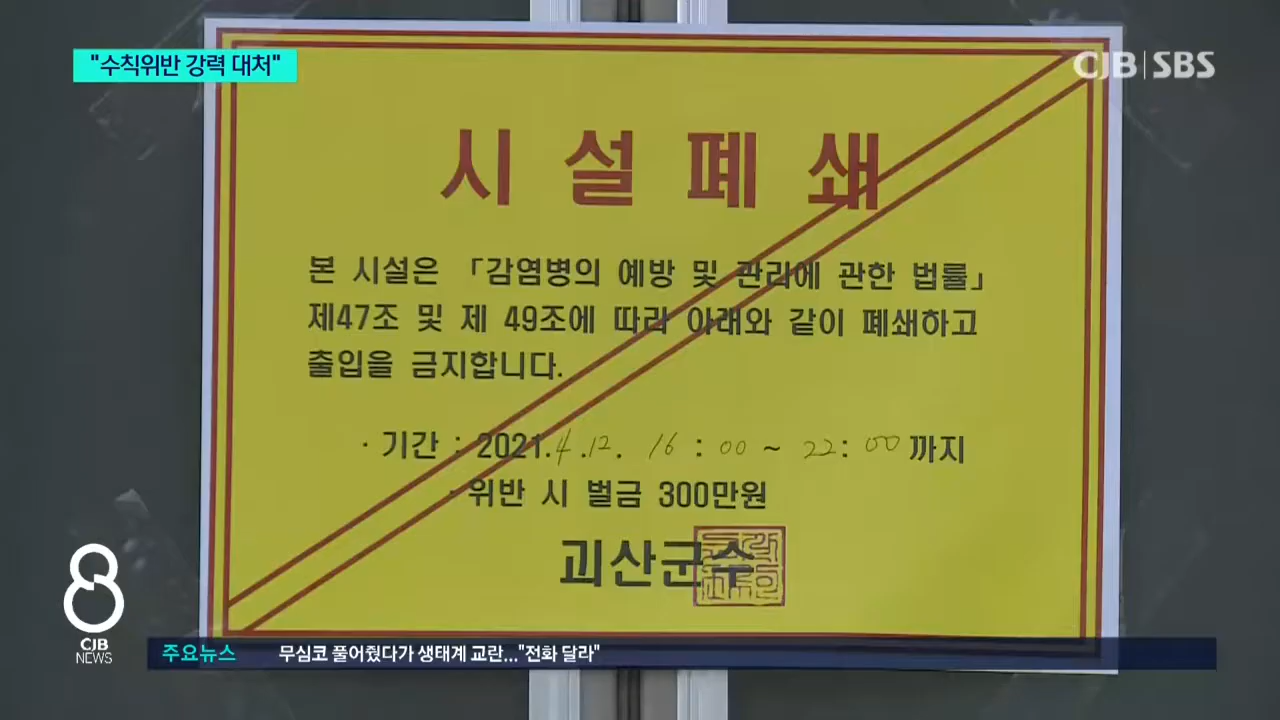 "수칙위반 강력 대처"
CJB SBS
시설폐쇄
본 시설은 「감염병의 예방 및 관리에 관한 법률」
제47조 및 제 49조에 따라 아래와 같이 폐쇄하고
출입을 금지합니다.
· 기간 : 2021.4.12. 16:00 ~ 22:00까지
· 위반 시 벌금 300만원
괴산군수
8
CJB
NEWS
주요뉴스 무심코 풀어줬다가 생태계 교란..."전화 달라"